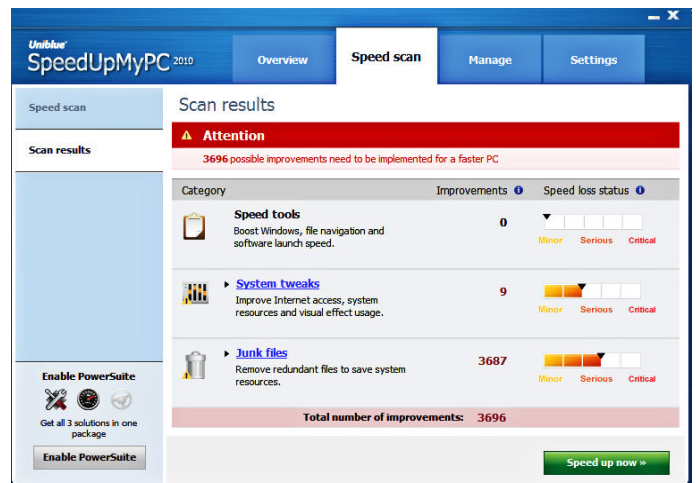 Uniblue
SpeedUpMyPC 2010
Overview
Speed scan
Manage
Settings
Speed scan
Scan results
Scan results
Attention
3696 possible improvements need to be implemented for a faster PC
Category
Improvements
Speed loss status
Speed tools
Boost Windows, file navigation and
software launch speed.
0
Minor Serious Critical
System tweaks
Improve Internet access, system
resources and visual effect usage.
9
Minor Serious Critical
Junk files
Remove redundant files to save system
resources.
3687
Minor Serious Critical
Total number of improvements: 3696
Enable PowerSuite
Get all 3 solutions in one
package
Enable PowerSuite
Speed up now »